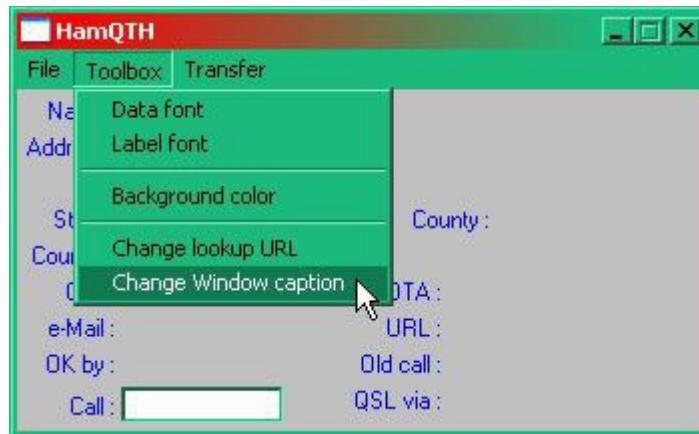 HamQTH
File Toolbox Transfer
Data font
Label font
Background color
County :
Change lookup URL
Change Window caption
e-Mail : URL :
OK by : Old call :
Call : QSL via :